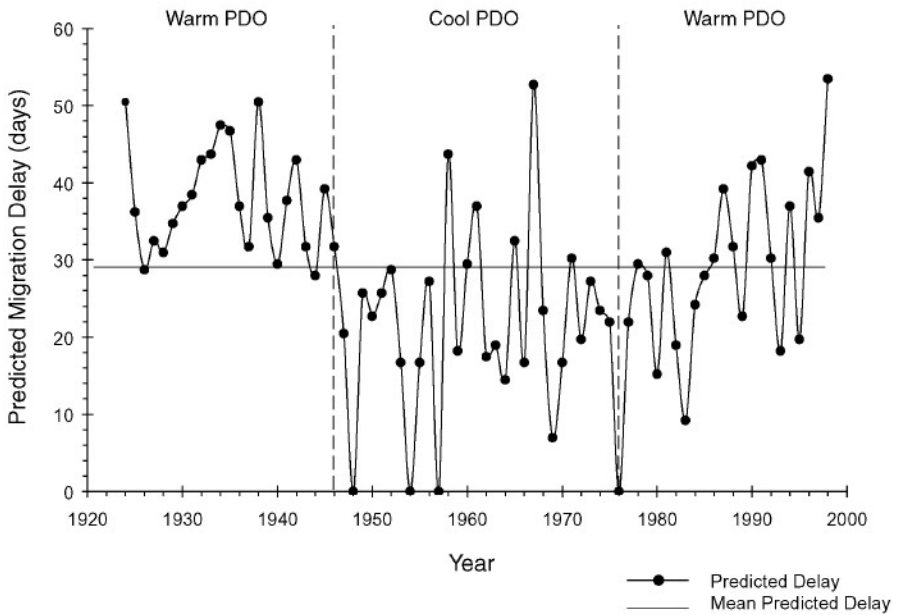 Warm PDO Cool PDO Warm PDO
60
50
40
30
20
10
0
Predicted Migration Delay (days)
1920 1930 1940 1950 1960 1970 1980 1990 2000
Year
Predicted Delay
Mean Predicted Delay